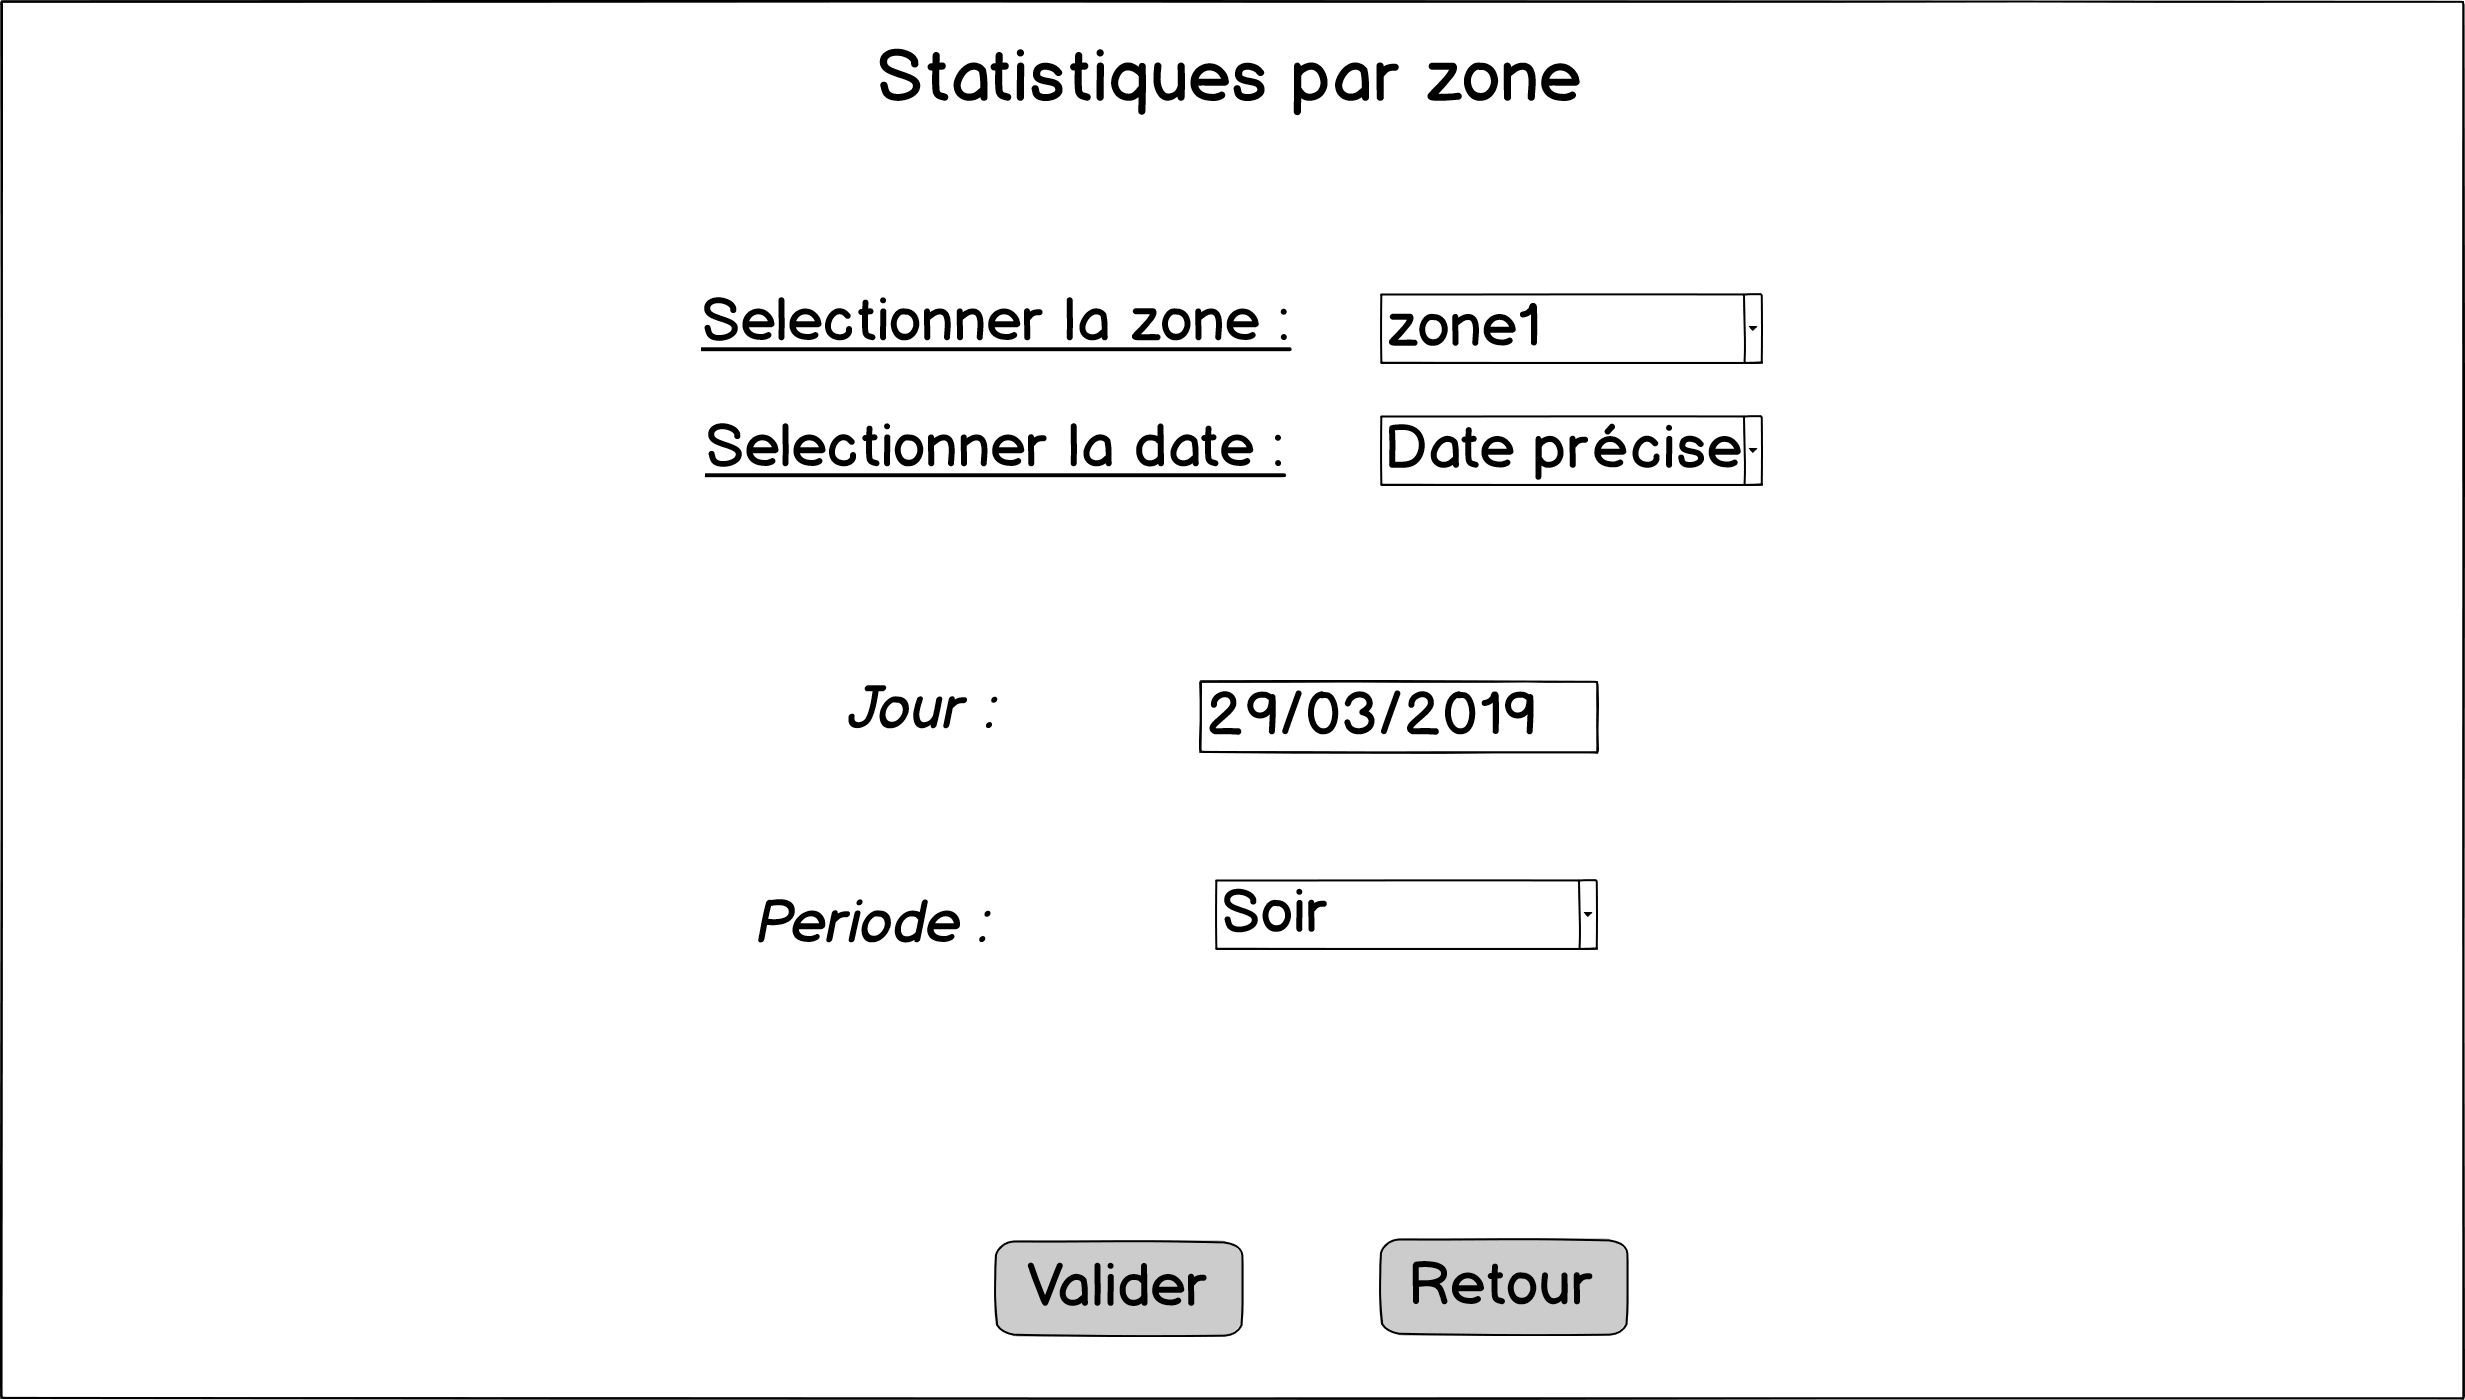 Statistiques par zone
Selectionner la zone : zone1
Selectionner la date : Date précise
Jour : 29/03/2019
Periode : Soir
Valider Retour